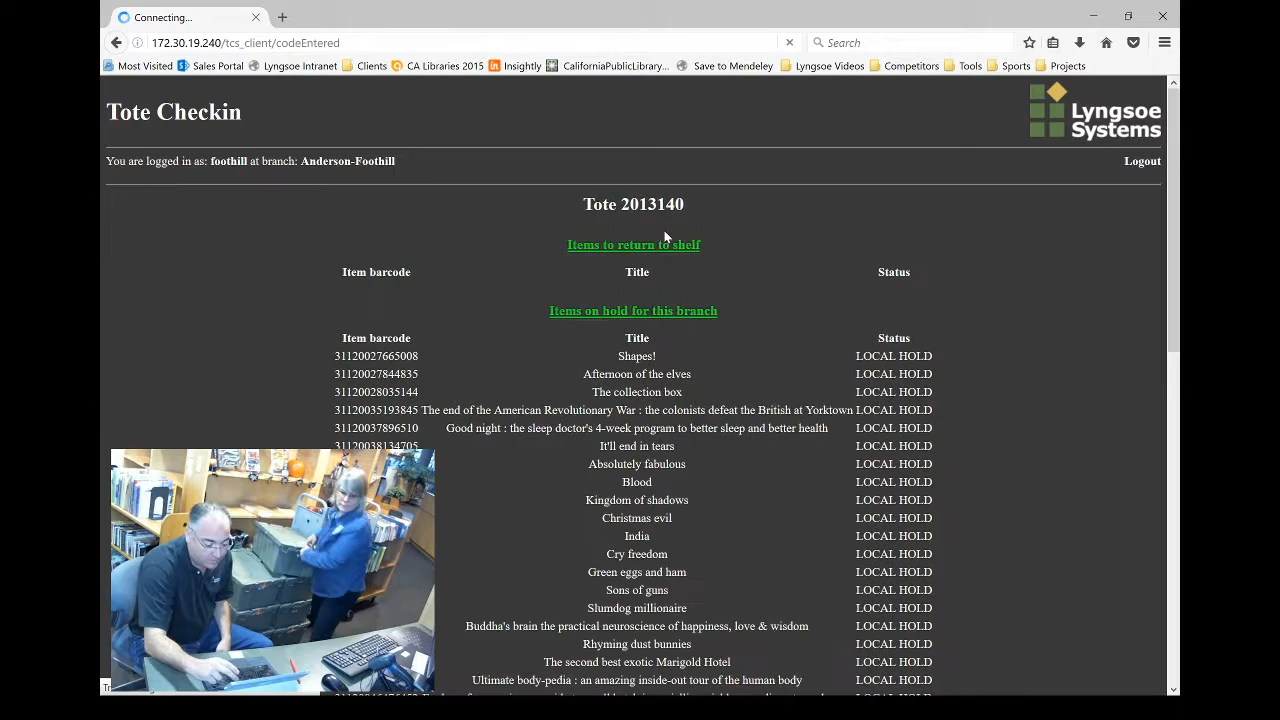 Connecting...
172.30.19.240/tcs_client/codeEntered
Search
Most Visited Sales Portal Lyngsoe Intranet Clients CA Libraries 2015 Insightly CaliforniaPublicLibrary... Save to Mendeley Lyngsoe Videos Competitors Tools Sports Projects
Tote Checkin
Lyngsoe
Systems
You are logged in as: foothill at branch: Anderson-Foothill
Logout
Tote 2013140
Items to return to shelf
Item barcode Title Status
Items on hold for this branch
Item barcode Title Status
31120027665008 Shapes! LOCAL HOLD
31120027844835 Afternoon of the elves LOCAL HOLD
31120028035144 The collection box LOCAL HOLD
31120035193845 The end of the American Revolutionary War : the colonists defeat the British at Yorktown LOCAL HOLD
31120037896510 Good night : the sleep doctor's 4-week program to better sleep and better health LOCAL HOLD
31120038134705 It'll end in tears LOCAL HOLD
Absolutely fabulous LOCAL HOLD
Blood LOCAL HOLD
Kingdom of shadows LOCAL HOLD
Christmas evil LOCAL HOLD
India LOCAL HOLD
Cry freedom LOCAL HOLD
Green eggs and ham LOCAL HOLD
Sons of guns LOCAL HOLD
Slumdog millionaire LOCAL HOLD
Buddha's brain the practical neuroscience of happiness, love & wisdom LOCAL HOLD
Rhyming dust bunnies LOCAL HOLD
The second best exotic Marigold Hotel LOCAL HOLD
Ultimate body-pedia : an amazing inside-out tour of the human body LOCAL HOLD